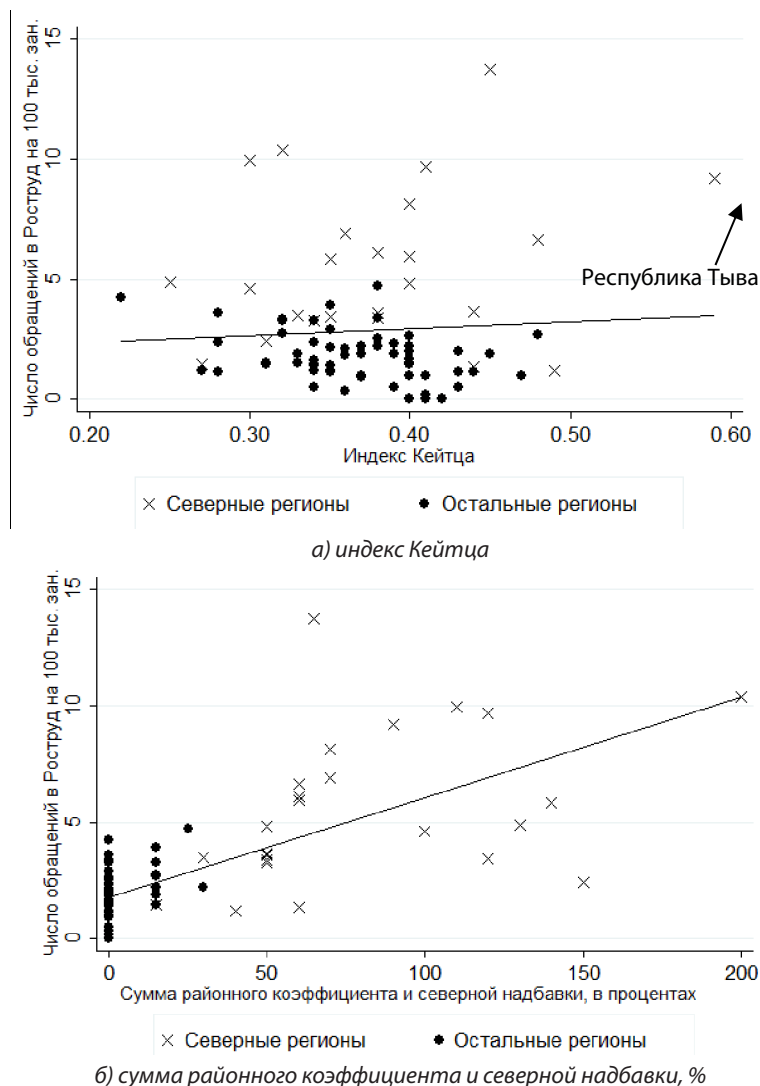 Число обращений в Роструд на 100 тыс. зан.
15
10
5
0
Республика Тыва
0.20 0.30 0.40 0.50 0.60
Индекс Кейтца
Северные регионы Остальные регионы
а) индекс Кейтца
Число обращений в Роструд на 100 тыс. зан.
15
10
5
0
0 50 100 150 200
Сумма районного коэффициента и северной надбавки, в процентах
Северные регионы Остальные регионы
б) сумма районного коэффициента и северной надбавки, %